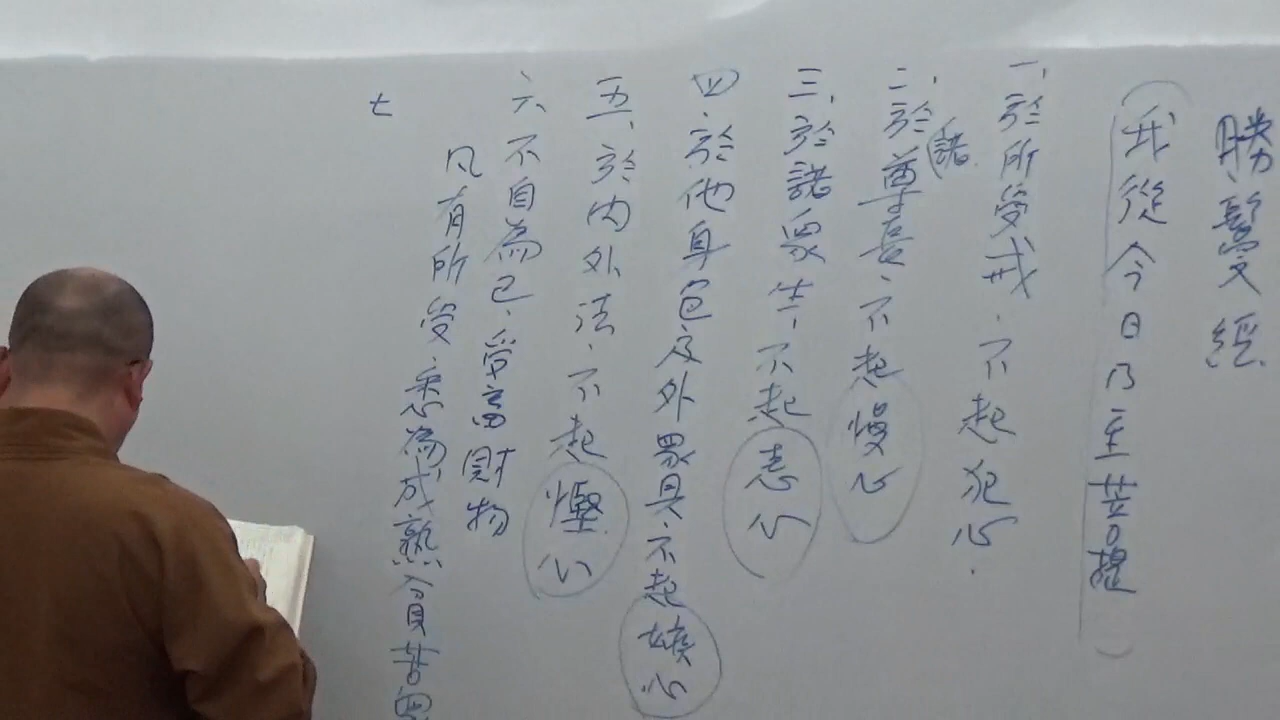 勝鬘經
(我從今日乃至菩提)
一、於所受戒、不起犯心.
二、於(諸)尊長、不起慢心
三、於諸眾生、不起恚心
四、於他身色及外眾具、不起嫉心
五、於內外法、不起慳心
六、不自為己、受畜財物
凡有所受、悉為成熟貧苦
七